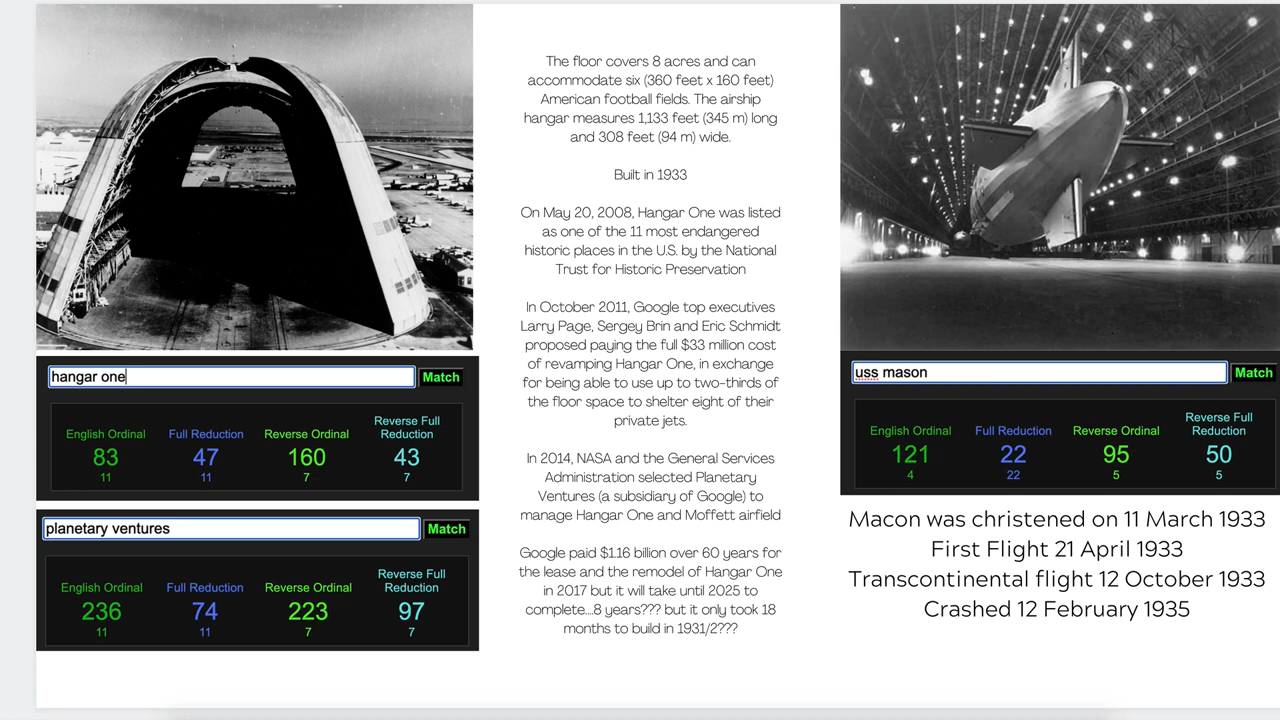 The floor covers 8 acres and can
accommodate six (360 feet x 160 feet)
American football fields. The airship
hangar measures 1,133 feet (345 m) long
and 308 feet (94 m) wide.
Built in 1933
On May 20, 2008, Hangar One was listed
as one of the 11 most endangered
historic places in the U.S. by the National
Trust for Historic Preservation
In October 2011, Google top executives
Larry Page, Sergey Brin and Eric Schmidt
proposed paying the full $33 million cost
of revamping Hangar One, in exchange
for being able to use up to two-thirds of
the floor space to shelter eight of their
private jets.
In 2014, NASA and the General Services
Administration selected Planetary
Ventures (a subsidiary of Google) to
manage Hangar One and Moffett airfield
Google paid $1.16 billion over 60 years for
the lease and the remodel of Hangar One
in 2017 but it will take until 2025 to
complete....8 years??? but it only took 18
months to build in 1931/2???
hangar one Match
English Ordinal Full Reduction Reverse Ordinal Reverse Full Reduction
83 47 160 43
11 11 7 7
planetary ventures Match
English Ordinal Full Reduction Reverse Ordinal Reverse Full Reduction
236 74 223 97
11 11 7 7
uss mason Match
English Ordinal Full Reduction Reverse Ordinal Reverse Full Reduction
121 22 95 50
4 22 5 5
Macon was christened on 11 March 1933
First Flight 21 April 1933
Transcontinental flight 12 October 1933
Crashed 12 February 1935